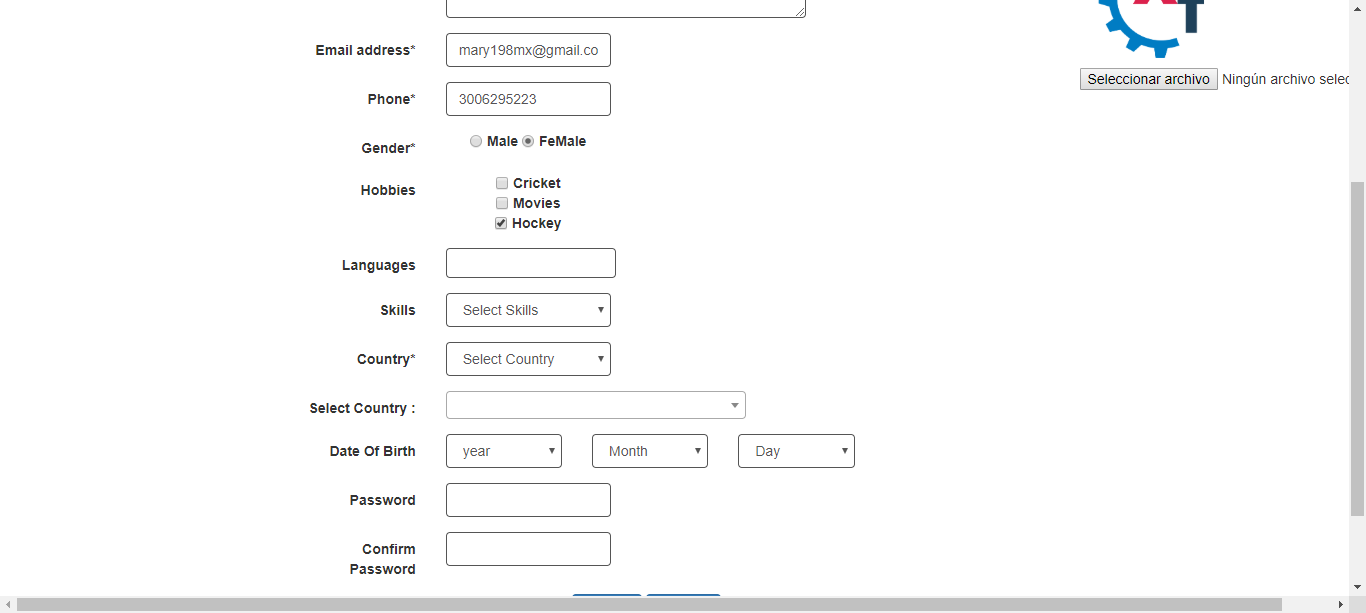 Email address* mary198mx@gmail.co
Seleccionar archivo Ningún archivo selec
Phone* 3006295223
Gender* Male FeMale
Hobbies Cricket
Movies
Hockey
Languages
Skills Select Skills
Country* Select Country
Select Country :
Date Of Birth year Month Day
Password
Confirm
Password